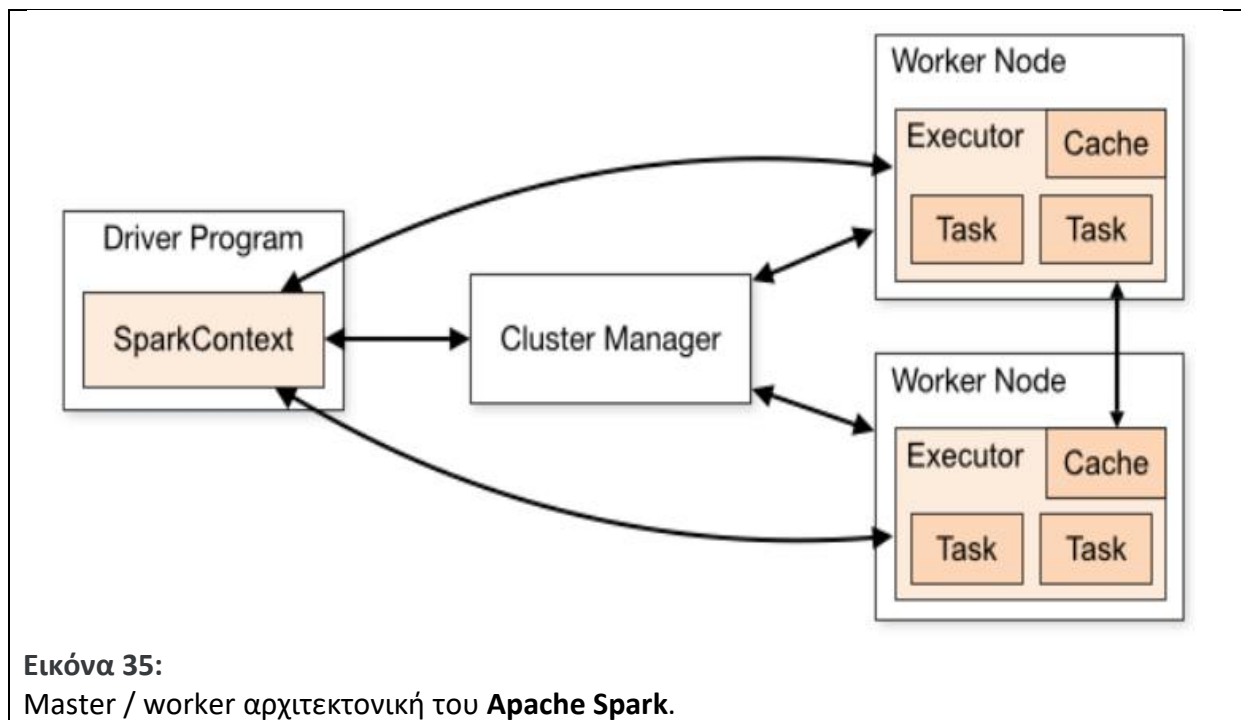 Driver Program
SparkContext
Cluster Manager
Worker Node
Executor
Cache
Task
Task
Worker Node
Executor
Cache
Task
Task
Εικόνα 35:
Master / worker αρχιτεκτονική του Apache Spark.